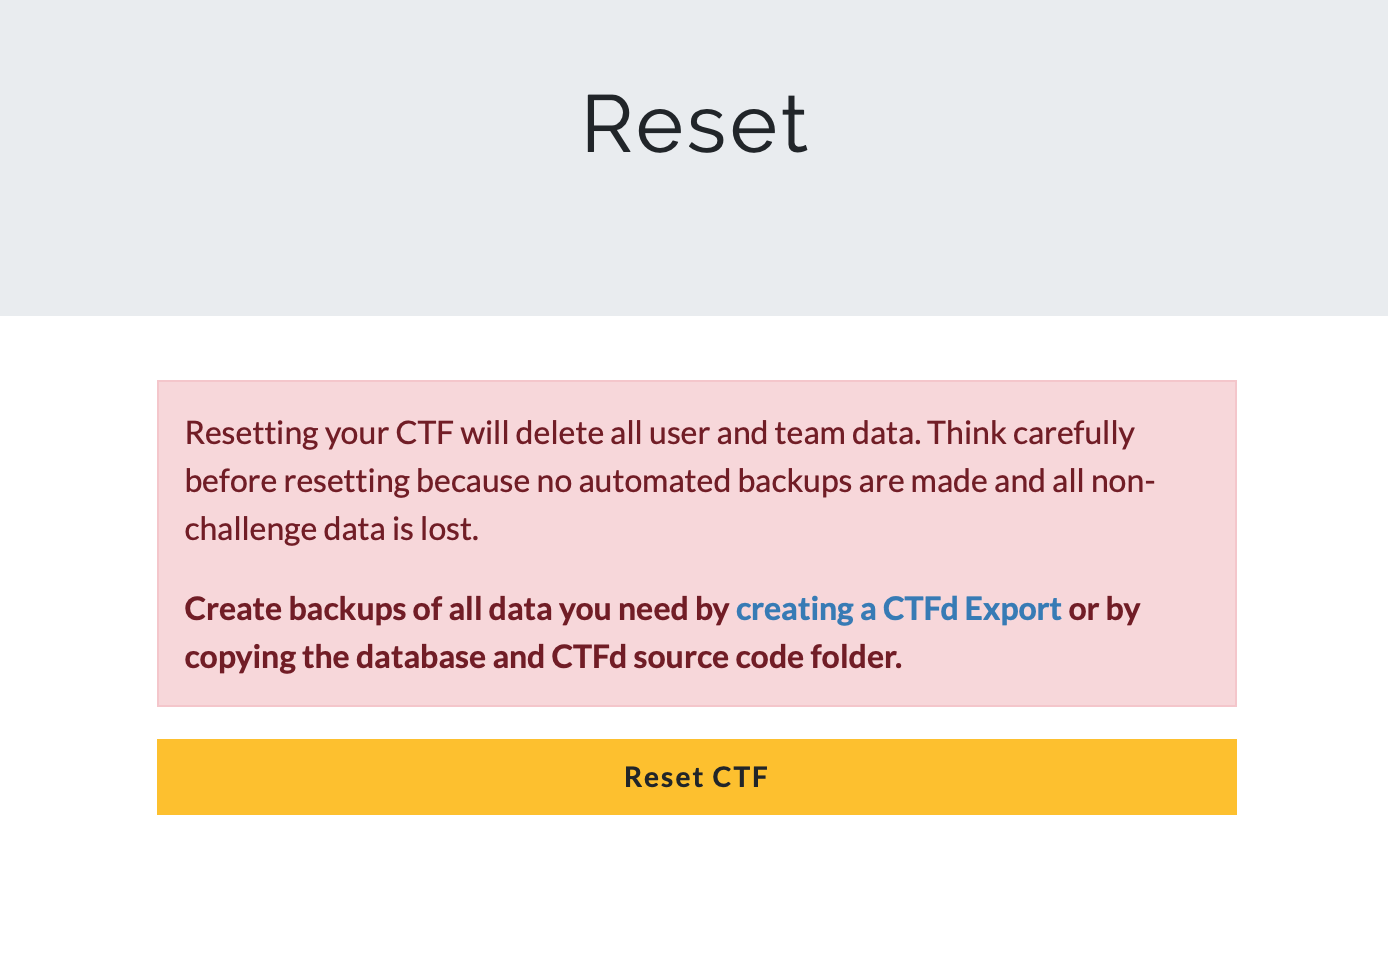 Reset
Resetting your CTF will delete all user and team data. Think carefully
before resetting because no automated backups are made and all non-
challenge data is lost.
Create backups of all data you need by creating a CTFd Export or by
copying the database and CTFd source code folder.
Reset CTF